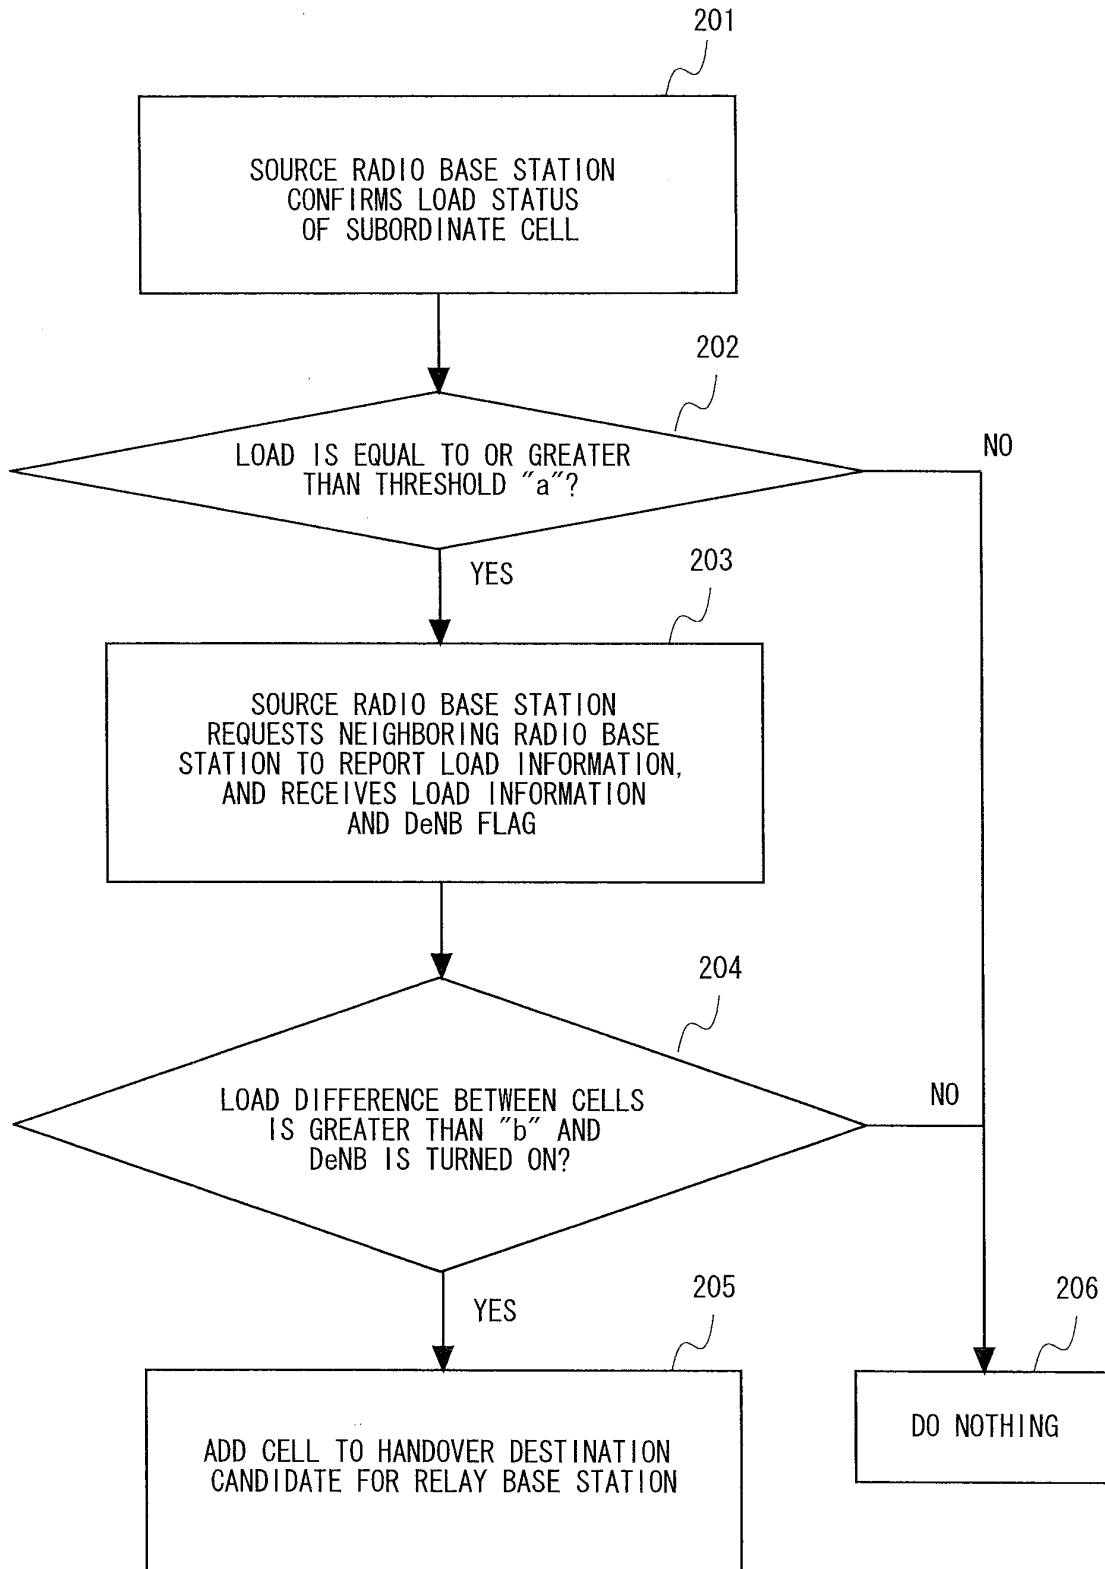 201
SOURCE RADIO BASE STATION
CONFIRMS LOAD STATUS
OF SUBORDINATE CELL
202
LOAD IS EQUAL TO OR GREATER
THAN THRESHOLD "a"?
NO
YES
203
SOURCE RADIO BASE STATION
REQUESTS NEIGHBORING RADIO BASE
STATION TO REPORT LOAD INFORMATION,
AND RECEIVES LOAD INFORMATION
AND DeNB FLAG
204
LOAD DIFFERENCE BETWEEN CELLS
IS GREATER THAN "b" AND
DeNB IS TURNED ON?
NO
YES
205
ADD CELL TO HANDOVER DESTINATION
CANDIDATE FOR RELAY BASE STATION
206
DO NOTHING